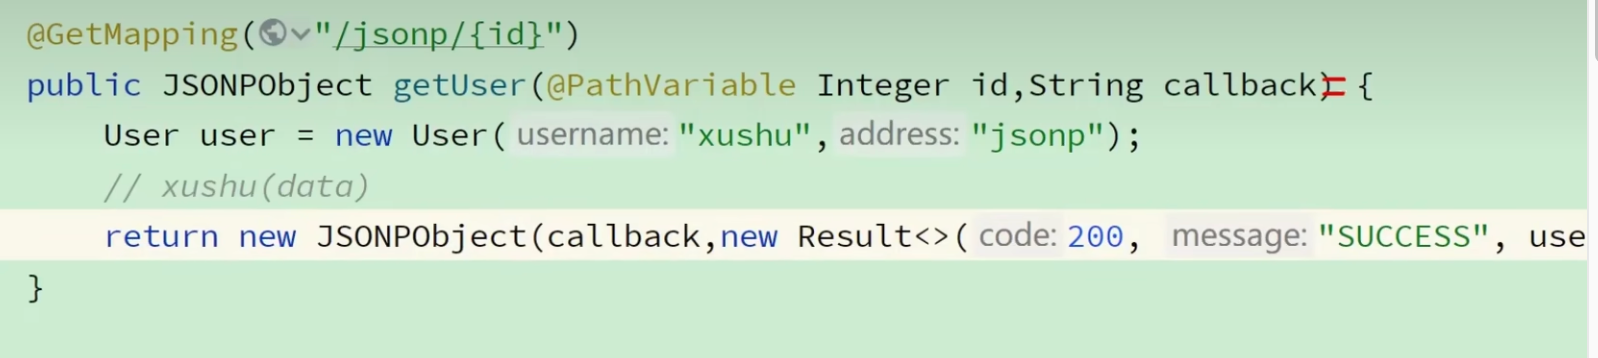 @GetMapping("/jsonp/{id}")
public JSONPObject getUser(@PathVariable Integer id,String callback) {
User user = new User( username: "xushu", address: "jsonp");
// xushu(data)
return new JSONPObject(callback,new Result<>( code: 200, message: "SUCCESS", use
}